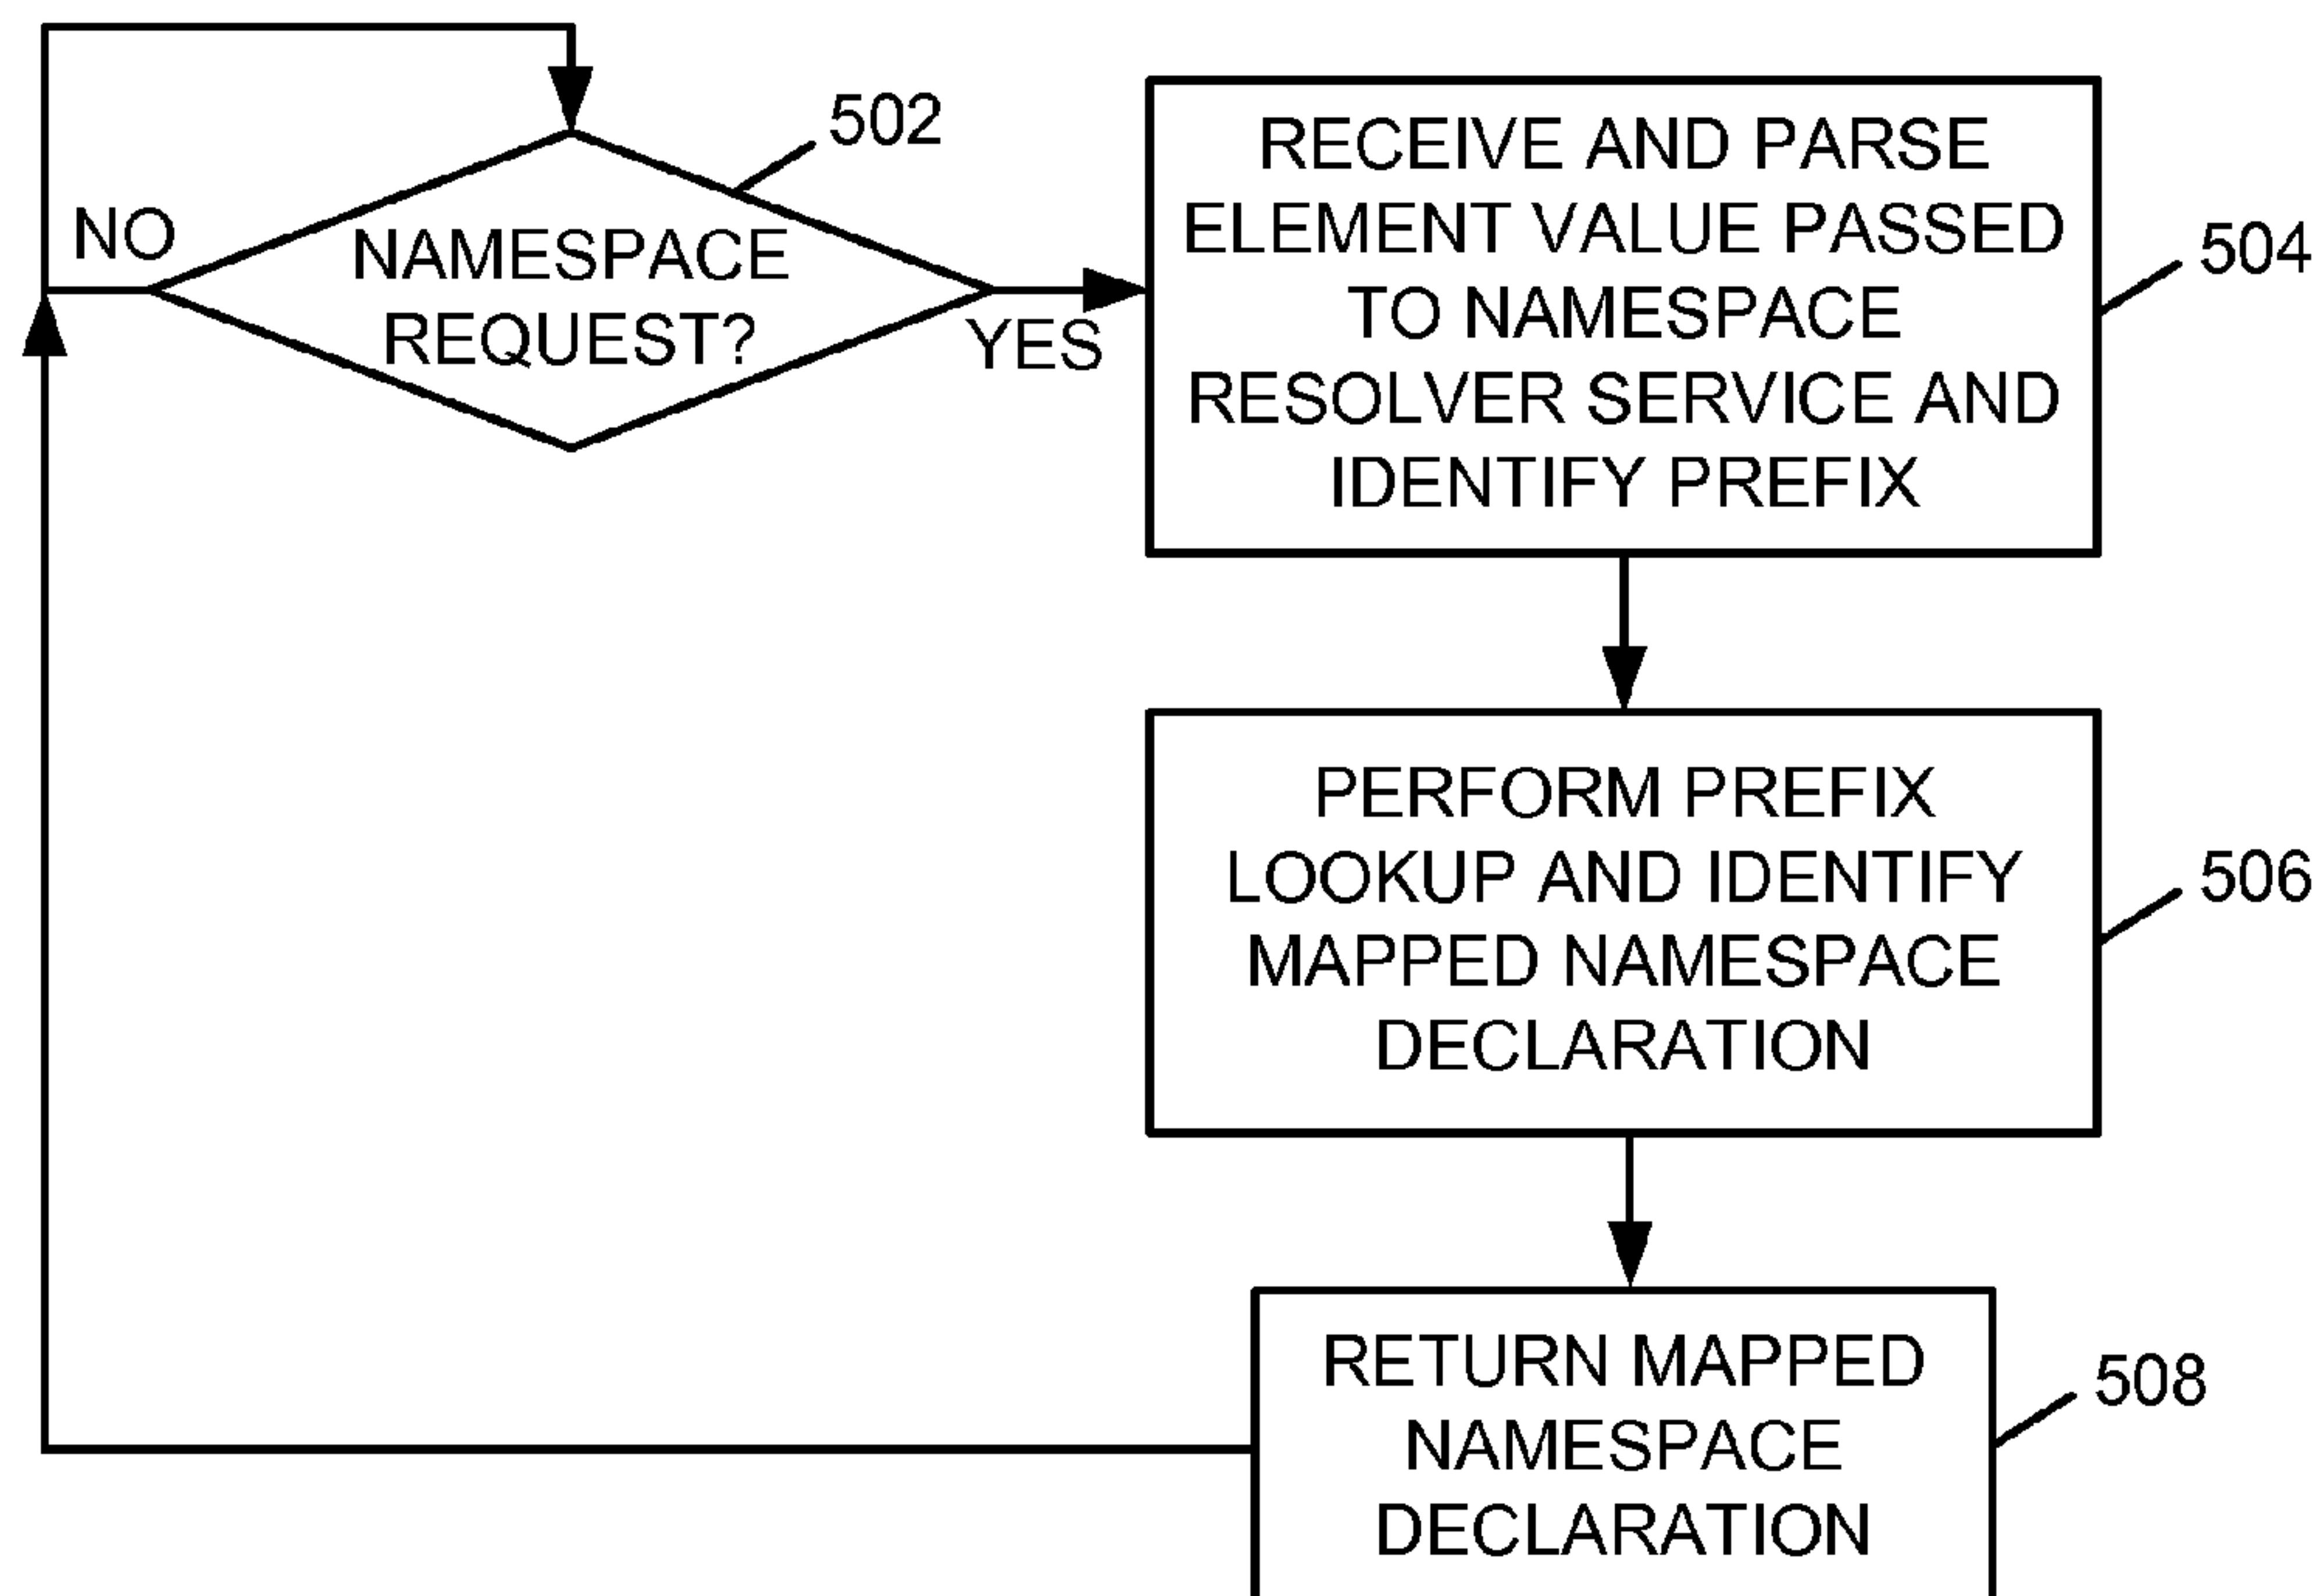 502
NO
NAMESPACE
REQUEST?
YES
RECEIVE AND PARSE
ELEMENT VALUE PASSED
TO NAMESPACE
RESOLVER SERVICE AND
IDENTIFY PREFIX
504
PERFORM PREFIX
LOOKUP AND IDENTIFY
MAPPED NAMESPACE
DECLARATION
506
RETURN MAPPED
NAMESPACE
DECLARATION
508